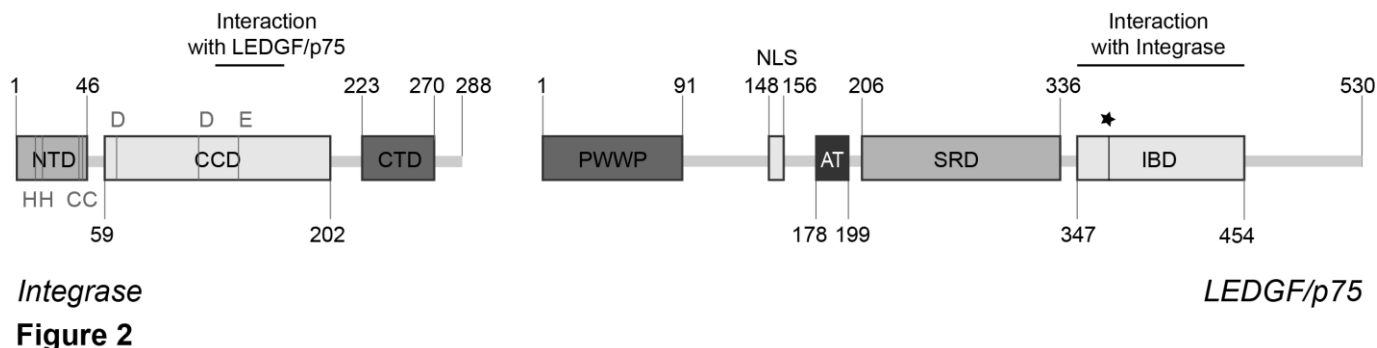 Interaction
with LEDGF/p75
Interaction
with Integrase
NLS
1 46 223 270 288 1 91 148 156 206 336 530
D D E
NTD CCD CTD PWWP AT SRD IBD
HH CC
59 202 178 199 347 454
Integrase LEDGF/p75
Figure 2